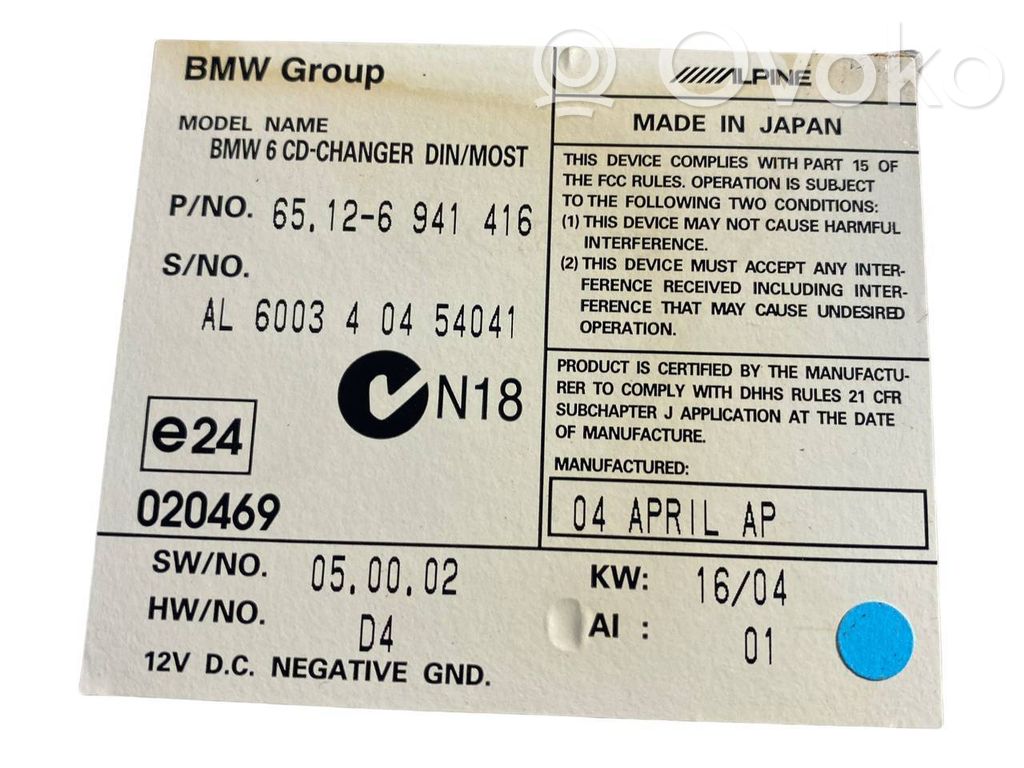 BMW Group
MODEL NAME
BMW 6 CD-CHANGER DIN/MOST
P/NO. 65.12-6 941 416
S/NO.
AL 6003 4 04 54041
N18
e24
020469
ALPINE
Ovoko
MADE IN JAPAN
THIS DEVICE COMPLIES WITH PART 15 OF
THE FCC RULES. OPERATION IS SUBJECT
TO THE FOLLOWING TWO CONDITIONS:
(1) THIS DEVICE MAY NOT CAUSE HARMFUL
INTERFERENCE.
(2) THIS DEVICE MUST ACCEPT ANY INTER-
FERENCE RECEIVED INCLUDING INTER-
FERENCE THAT MAY CAUSE UNDESIRED
OPERATION.
PRODUCT IS CERTIFIED BY THE MANUFACTU-
RER TO COMPLY WITH DHHS RULES 21 CFR
SUBCHAPTER J APPLICATION AT THE DATE
OF MANUFACTURE.
MANUFACTURED:
04 APRIL AP
SW/NO. 05.00.02
HW/NO. D4
12V D.C. NEGATIVE GND.
KW: 16/04
AI : 01